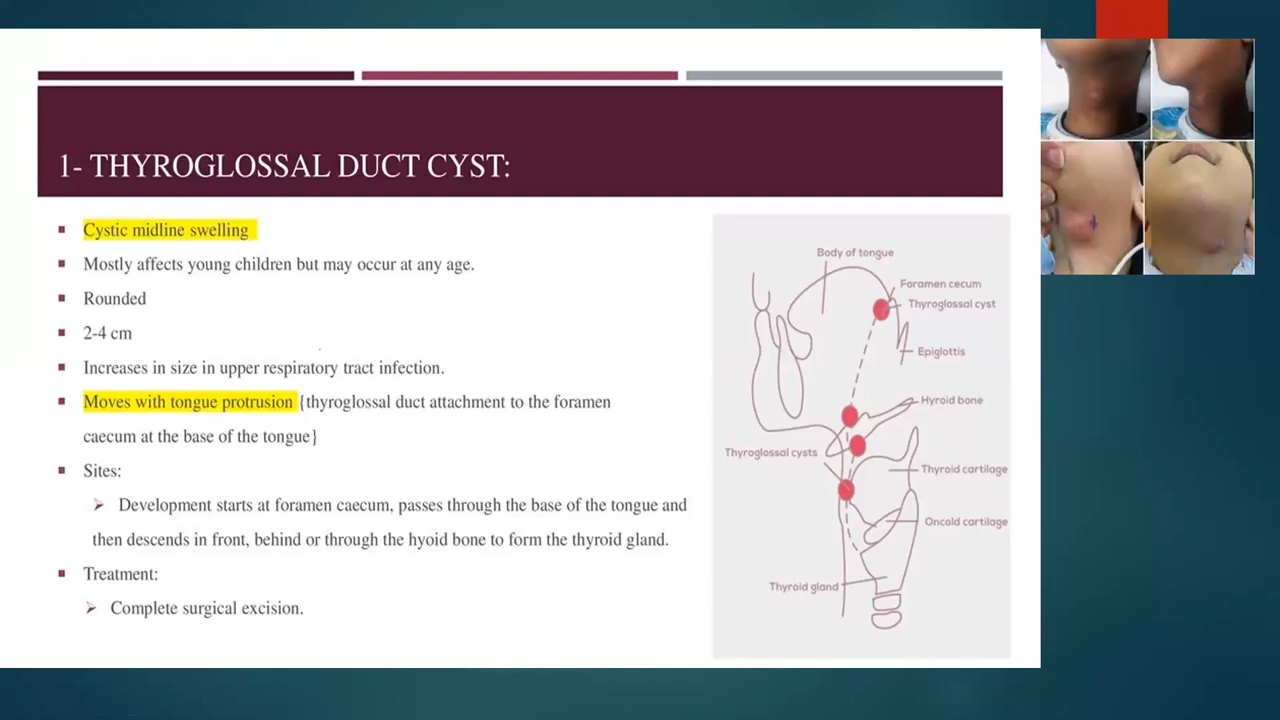 1- THYROGLOSSAL DUCT CYST:
Cystic midline swelling
Mostly affects young children but may occur at any age.
Rounded
2-4 cm
Increases in size in upper respiratory tract infection.
Moves with tongue protrusion {thyroglossal duct attachment to the foramen
caecum at the base of the tongue}
Sites:
Development starts at foramen caecum, passes through the base of the tongue and
then descends in front, behind or through the hyoid bone to form the thyroid gland.
Treatment:
Complete surgical excision.
Body of tongue
Foramen cecum
Thyroglossal cyst
Epiglottis
Hyroid bone
Thyroglossal cysts
Thyroid cartilage
Oncold cartilage
Thyroid gland